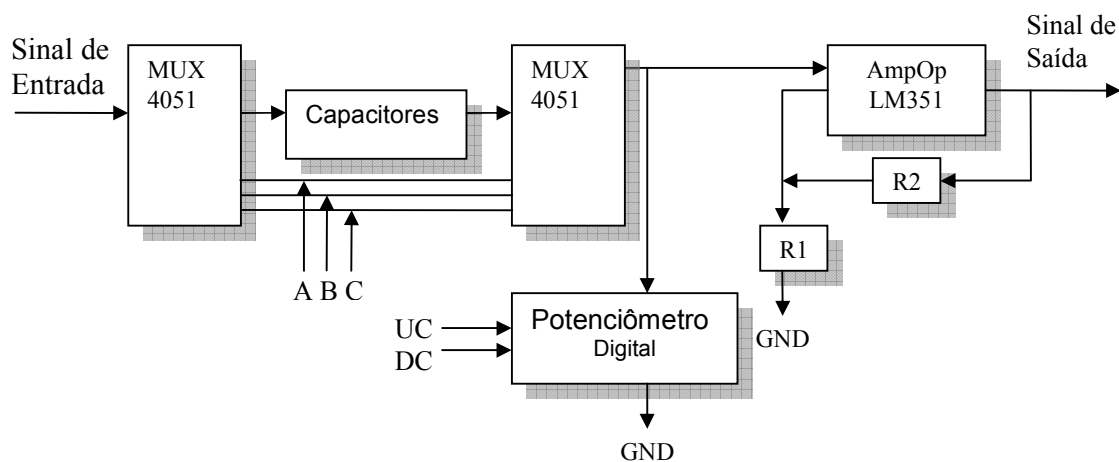 Sinal de
Entrada
MUX
4051
Capacitores
MUX
4051
AmpOp
LM351
Sinal de
Saída
R2
R1
GND
A B C
UC
DC
Potenciômetro
Digital
GND